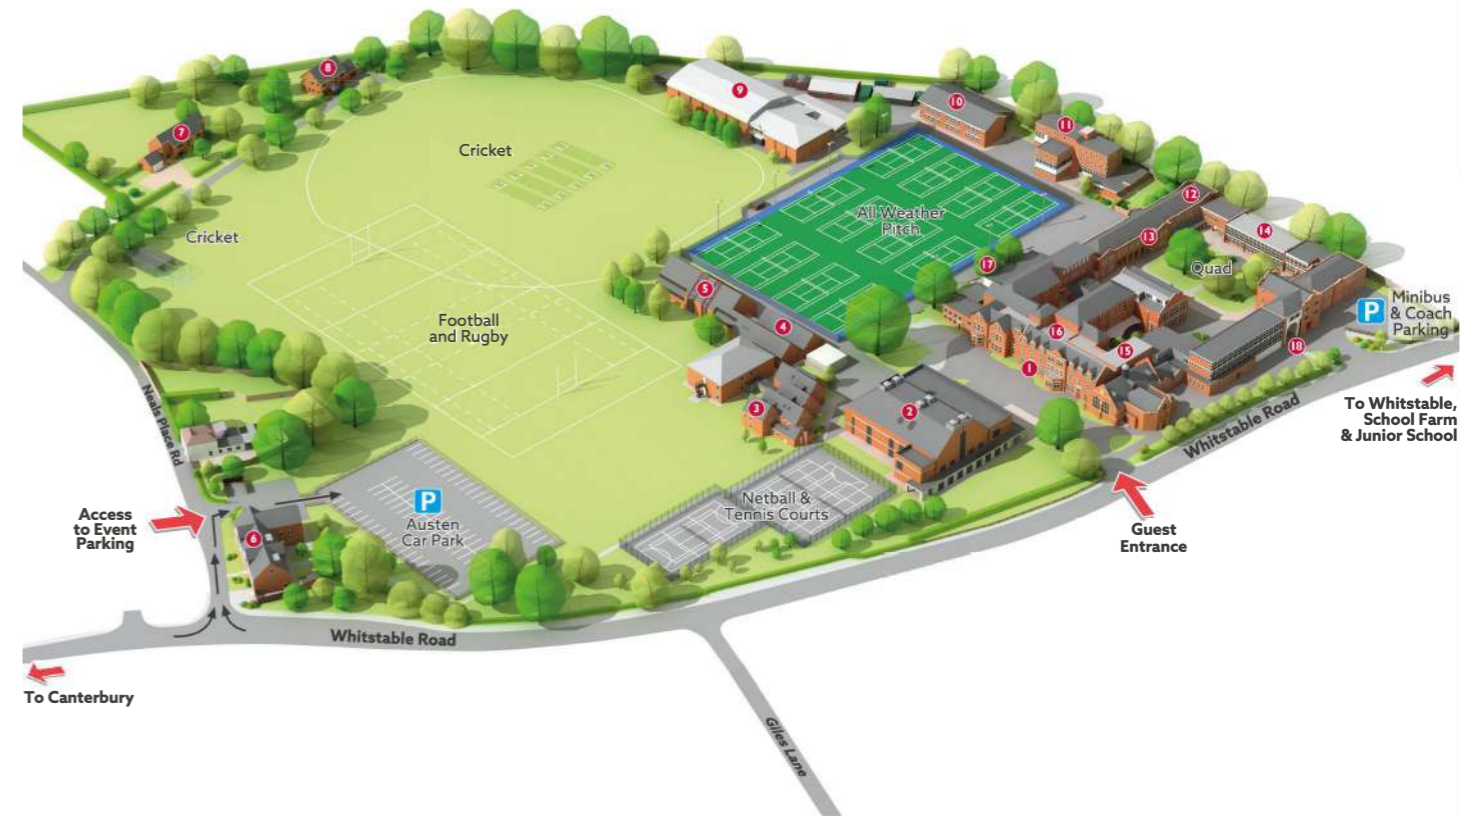 8
9
10
7
11
Cricket
12
All Weather
Pitch
13
14
Cricket
17
Quad
5
Football
and Rugby
4
16
15
18
P
Minibus
& Coach
Parking
1
3
2
To Whitstable,
School Farm
& Junior School
Whitstable Road
Neals Place Rd
Netball &
Tennis Courts
P
Austen
Car Park
Access
to Event
Parking
6
Guest
Entrance
Whitstable Road
To Canterbury
Giles Lane